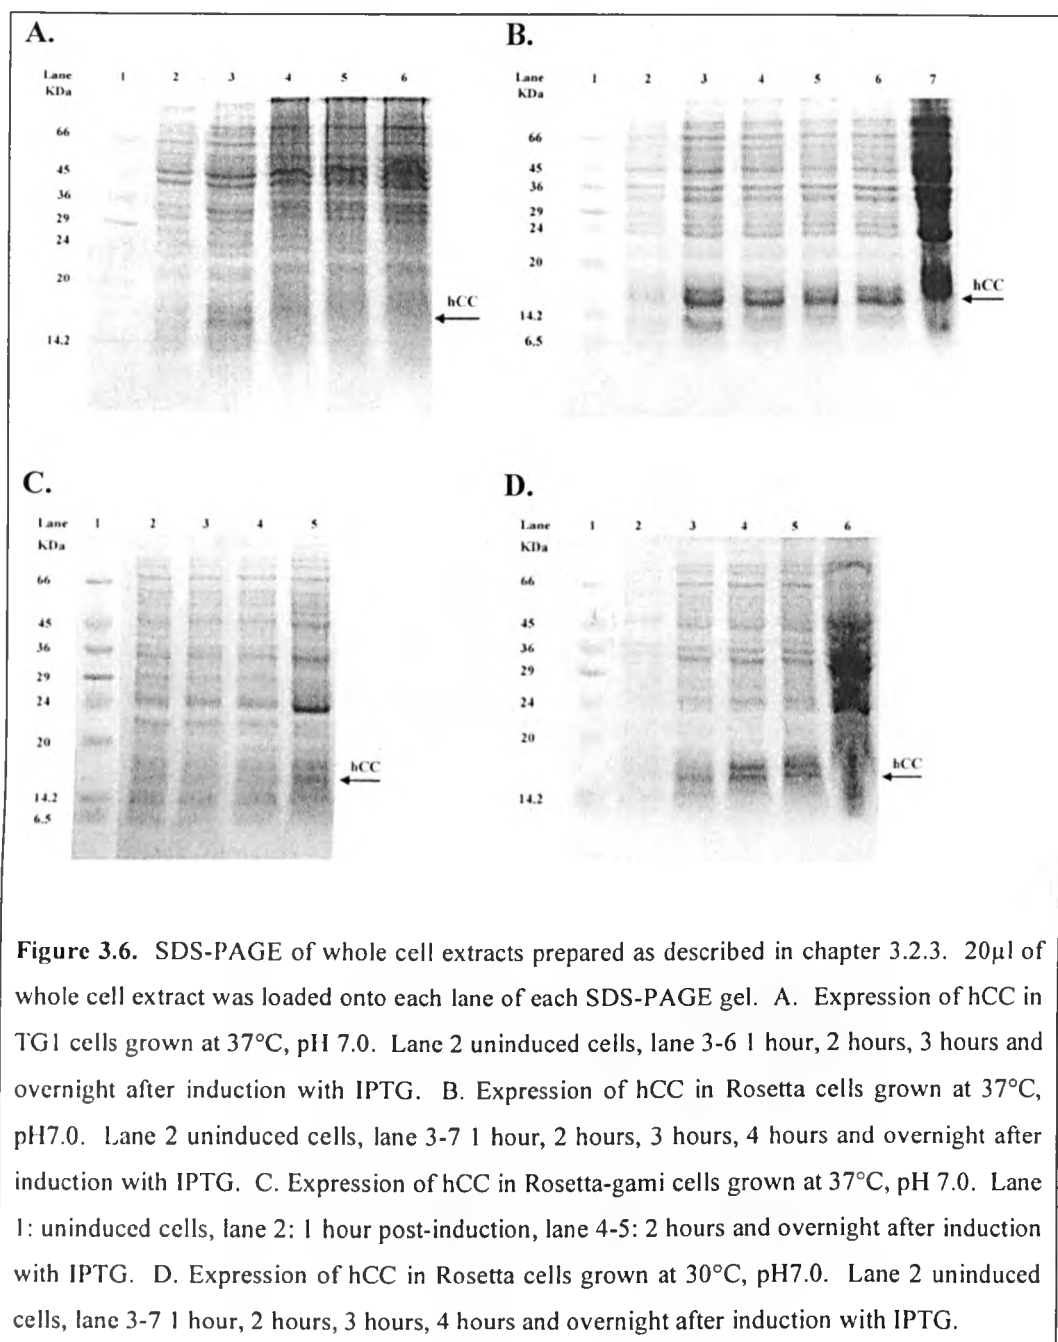 A.
Lane 1 2 3 4 5 6
KDa
66
45
36
29
24
20
hCC
14.2
B.
Lane 1 2 3 4 5 6 7
KDa
66
45
36
29
24
20
hCC
14.2
6.5
C.
Lane 1 2 3 4 5
KDa
66
45
36
29
24
20
hCC
14.2
6.5
D.
Lane 1 2 3 4 5 6
KDa
66
45
36
29
24
20
hCC
14.2
Figure 3.6. SDS-PAGE of whole cell extracts prepared as described in chapter 3.2.3. 20μl of
whole cell extract was loaded onto each lane of each SDS-PAGE gel. A. Expression of hCC in
TG1 cells grown at 37°C, pH 7.0. Lane 2 uninduced cells, lane 3-6 1 hour, 2 hours, 3 hours and
overnight after induction with IPTG. B. Expression of hCC in Rosetta cells grown at 37°C,
pH7.0. Lane 2 uninduced cells, lane 3-7 1 hour, 2 hours, 3 hours, 4 hours and overnight after
induction with IPTG. C. Expression of hCC in Rosetta-gami cells grown at 37°C, pH 7.0. Lane
1: uninduced cells, lane 2: 1 hour post-induction, lane 4-5: 2 hours and overnight after induction
with IPTG. D. Expression of hCC in Rosetta cells grown at 30°C, pH7.0. Lane 2 uninduced
cells, lane 3-7 1 hour, 2 hours, 3 hours, 4 hours and overnight after induction with IPTG.